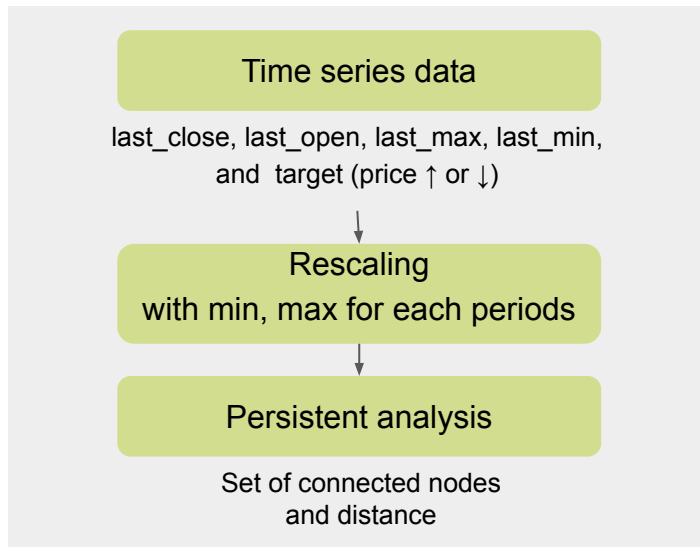 Time series data
last_close, last_open, last_max, last_min,
and target (price ↑ or ↓)
Rescaling
with min, max for each periods
Persistent analysis
Set of connected nodes
and distance